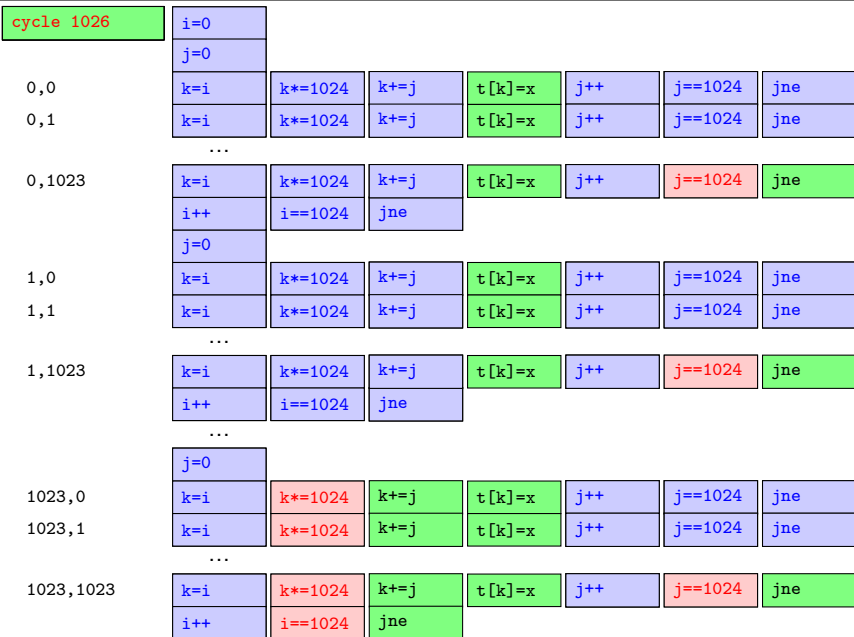 cycle 1026 i=0
j=0
0,0 k=i k*=1024 k+=j t[k]=x j++ j==1024 jne
0,1 k=i k*=1024 k+=j t[k]=x j++ j==1024 jne
...
0,1023 k=i k*=1024 k+=j t[k]=x j++ j==1024 jne
i++ i==1024 jne
j=0
1,0 k=i k*=1024 k+=j t[k]=x j++ j==1024 jne
1,1 k=i k*=1024 k+=j t[k]=x j++ j==1024 jne
...
1,1023 k=i k*=1024 k+=j t[k]=x j++ j==1024 jne
i++ i==1024 jne
...
j=0
1023,0 k=i k*=1024 k+=j t[k]=x j++ j==1024 jne
1023,1 k=i k*=1024 k+=j t[k]=x j++ j==1024 jne
...
1023,1023 k=i k*=1024 k+=j t[k]=x j++ j==1024 jne
i++ i==1024 jne